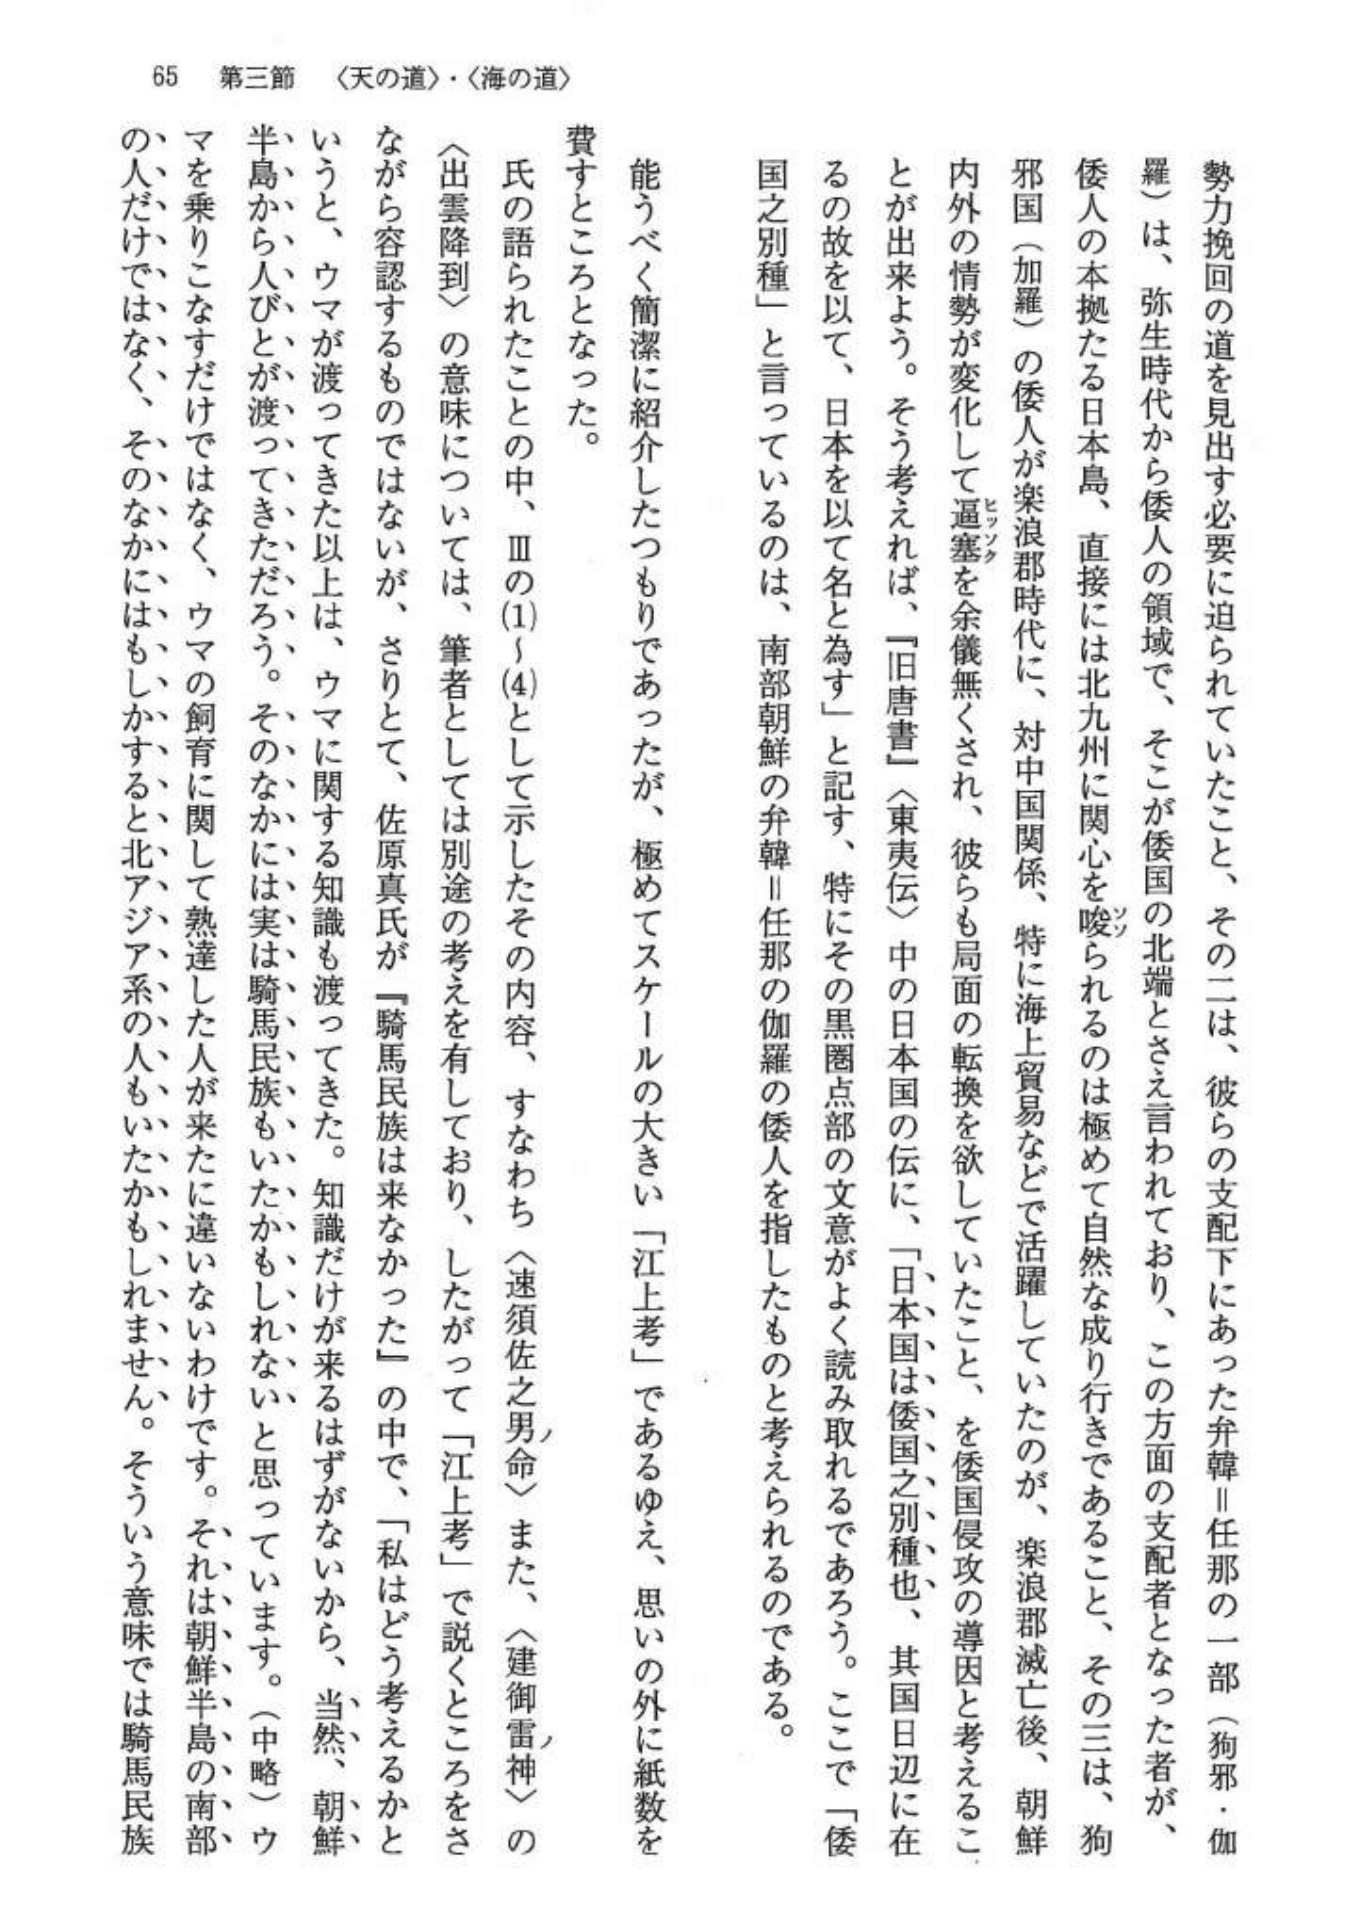 65　第三節　〈天の道〉・〈海の道〉
勢力挽回の道を見出す必要に迫られていたこと、その二は、彼らの支配下にあった弁韓＝任那の一部（狗邪・伽
羅）は、弥生時代から倭人の領域で、そこが倭国の北端とさえ言われており、この方面の支配者となった者が、
倭人の本拠たる日本島、直接には北九州に関心を唆られるのは極めて自然な成り行きであること、その三は、狗
邪国（加羅）の倭人が楽浪郡時代に、対中国関係、特に海上貿易などで活躍していたのが、楽浪郡滅亡後、朝鮮
内外の情勢が変化して逼塞を余儀無くされ、彼らも局面の転換を欲していたこと、を倭国侵攻の導因と考えるこ
とが出来よう。そう考えれば、『旧唐書』〈東夷伝〉中の日本国の伝に、「日本国は倭国之別種也、其国日辺に在
るの故を以て、日本を以て名と為す」と記す、特にその黒圏点部の文意がよく読み取れるであろう。ここで「倭
国之別種」と言っているのは、南部朝鮮の弁韓＝任那の伽羅の倭人を指したものと考えられるのである。
能うべく簡潔に紹介したつもりであったが、極めてスケールの大きい「江上考」であるゆえ、思いの外に紙数を
費すところとなった。
氏の語られたことの中、Ⅲの(1)～(4)として示したその内容、すなわち〈速須佐之男ノ命〉また、〈建御雷ノ神〉の
〈出雲降到〉の意味については、筆者としては別途の考えを有しており、したがって「江上考」で説くところをさ
ながら容認するものではないが、さりとて、佐原真氏が『騎馬民族は来なかった』の中で、「私はどう考えるかと
いうと、ウマが渡ってきた以上は、ウマに関する知識も渡ってきた。知識だけが来るはずがないから、当然、朝鮮
半島から人びとが渡ってきただろう。そのなかには実は騎馬民族もいたかもしれないと思っています。（中略）ウ
マを乗りこなすだけではなく、ウマの飼育に関して熟達した人が来たに違いないわけです。それは朝鮮半島の南部
の人だけではなく、そのなかにはもしかすると北アジア系の人もいたかもしれません。そういう意味では騎馬民族